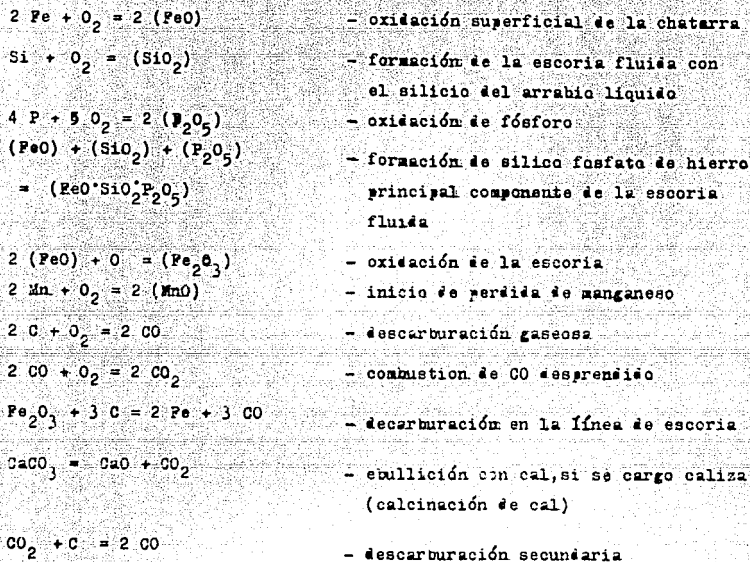 2 Fe + O2 = 2 (FeO) - oxidación superficial de la chatarra
Si + O2 = (SiO2) - formación de la escoria fluida con
el silicio del arrabio liquido
4 P + 5 O2 = 2 (P2O5) - oxidación de fósforo
(FeO) + (SiO2) + (P2O5) - formación de silico fosfato de hierro
= (FeO·SiO2·P2O5) principal componente de la escoria
fluida
2 (FeO) + O = (Fe2O3) - oxidación de la escoria
2 Mn + O2 = 2 (MnO) - inicio de perdida de manganeso
2 C + O2 = 2 CO - descarburación gaseosa
2 CO + O2 = 2 CO2 - combustion de CO desprendido
Fe2O3 + 3 C = 2 Fe + 3 CO - decarburación en la línea de escoria
CaCO3 = CaO + CO2 - ebullición con cal, si se cargo caliza
(calcinación de cal)
CO2 + C = 2 CO - descarburación secundaria